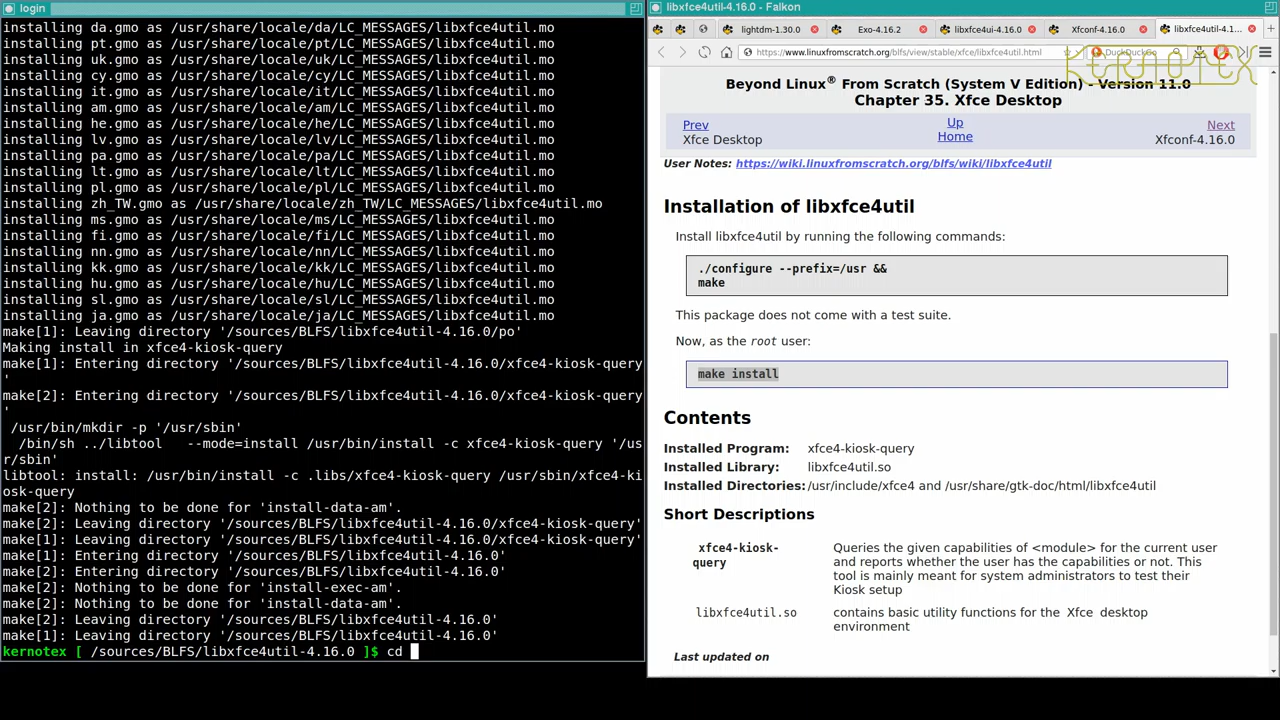 login
installing da.gmo as /usr/share/locale/da/LC_MESSAGES/libxfce4util.mo
installing pt.gmo as /usr/share/locale/pt/LC_MESSAGES/libxfce4util.mo
installing uk.gmo as /usr/share/locale/uk/LC_MESSAGES/libxfce4util.mo
installing cy.gmo as /usr/share/locale/cy/LC_MESSAGES/libxfce4util.mo
installing it.gmo as /usr/share/locale/it/LC_MESSAGES/libxfce4util.mo
installing am.gmo as /usr/share/locale/am/LC_MESSAGES/libxfce4util.mo
installing he.gmo as /usr/share/locale/he/LC_MESSAGES/libxfce4util.mo
installing lv.gmo as /usr/share/locale/lv/LC_MESSAGES/libxfce4util.mo
installing pa.gmo as /usr/share/locale/pa/LC_MESSAGES/libxfce4util.mo
installing lt.gmo as /usr/share/locale/lt/LC_MESSAGES/libxfce4util.mo
installing pl.gmo as /usr/share/locale/pl/LC_MESSAGES/libxfce4util.mo
installing zh_TW.gmo as /usr/share/locale/zh_TW/LC_MESSAGES/libxfce4util.mo
installing ms.gmo as /usr/share/locale/ms/LC_MESSAGES/libxfce4util.mo
installing fi.gmo as /usr/share/locale/fi/LC_MESSAGES/libxfce4util.mo
installing nn.gmo as /usr/share/locale/nn/LC_MESSAGES/libxfce4util.mo
installing kk.gmo as /usr/share/locale/kk/LC_MESSAGES/libxfce4util.mo
installing hu.gmo as /usr/share/locale/hu/LC_MESSAGES/libxfce4util.mo
installing sl.gmo as /usr/share/locale/sl/LC_MESSAGES/libxfce4util.mo
installing ja.gmo as /usr/share/locale/ja/LC_MESSAGES/libxfce4util.mo
make[1]: Leaving directory '/sources/BLFS/libxfce4util-4.16.0/po'
Making install in xfce4-kiosk-query
make[1]: Entering directory '/sources/BLFS/libxfce4util-4.16.0/xfce4-kiosk-query
'
make[2]: Entering directory '/sources/BLFS/libxfce4util-4.16.0/xfce4-kiosk-query
'
/usr/bin/mkdir -p '/usr/sbin'
/bin/sh ../libtool   --mode=install /usr/bin/install -c xfce4-kiosk-query '/us
r/sbin'
libtool: install: /usr/bin/install -c .libs/xfce4-kiosk-query /usr/sbin/xfce4-ki
osk-query
make[2]: Nothing to be done for 'install-data-am'.
make[2]: Leaving directory '/sources/BLFS/libxfce4util-4.16.0/xfce4-kiosk-query'
make[1]: Leaving directory '/sources/BLFS/libxfce4util-4.16.0/xfce4-kiosk-query'
make[1]: Entering directory '/sources/BLFS/libxfce4util-4.16.0'
make[2]: Entering directory '/sources/BLFS/libxfce4util-4.16.0'
make[2]: Nothing to be done for 'install-exec-am'.
make[2]: Nothing to be done for 'install-data-am'.
make[2]: Leaving directory '/sources/BLFS/libxfce4util-4.16.0'
make[1]: Leaving directory '/sources/BLFS/libxfce4util-4.16.0'
kernotex [ /sources/BLFS/libxfce4util-4.16.0 ]$ cd
libxfce4util-4.16.0 - Falkon
lightdm-1.30.0 Exo-4.16.2 libxfce4ui-4.16.0 Xfconf-4.16.0 libxfce4util-4.1...
https://www.linuxfromscratch.org/blfs/view/stable/xfce/libxfce4util.html DuckDuckGo
KERNOTEX
Beyond Linux® From Scratch (System V Edition) - Version 11.0
Chapter 35. Xfce Desktop
Prev Up Next
Xfce Desktop Home Xfconf-4.16.0
User Notes: https://wiki.linuxfromscratch.org/blfs/wiki/libxfce4util
Installation of libxfce4util
Install libxfce4util by running the following commands:
./configure --prefix=/usr &&
make
This package does not come with a test suite.
Now, as the root user:
make install
Contents
Installed Program: xfce4-kiosk-query
Installed Library: libxfce4util.so
Installed Directories: /usr/include/xfce4 and /usr/share/gtk-doc/html/libxfce4util
Short Descriptions
xfce4-kiosk-query Queries the given capabilities of <module> for the current user
and reports whether the user has the capabilities or not. This
tool is mainly meant for system administrators to test their
Kiosk setup
libxfce4util.so contains basic utility functions for the Xfce desktop
environment
Last updated on